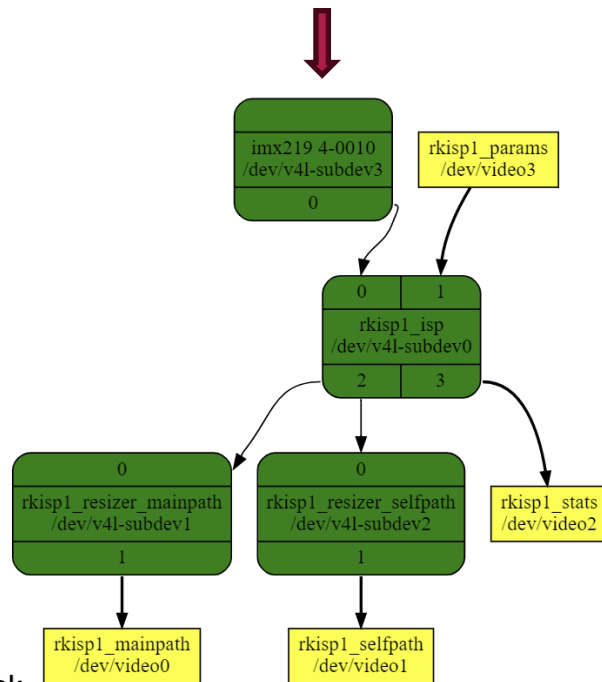 imx219 4-0010
/dev/v4l-subdev3
0
rkisp1_params
/dev/video3
0
1
rkisp1_isp
/dev/v4l-subdev0
2
3
0
rkisp1_resizer_mainpath
/dev/v4l-subdev1
1
0
rkisp1_resizer_selfpath
/dev/v4l-subdev2
1
rkisp1_stats
/dev/video2
rkisp1_mainpath
/dev/video0
rkisp1_selfpath
/dev/video1